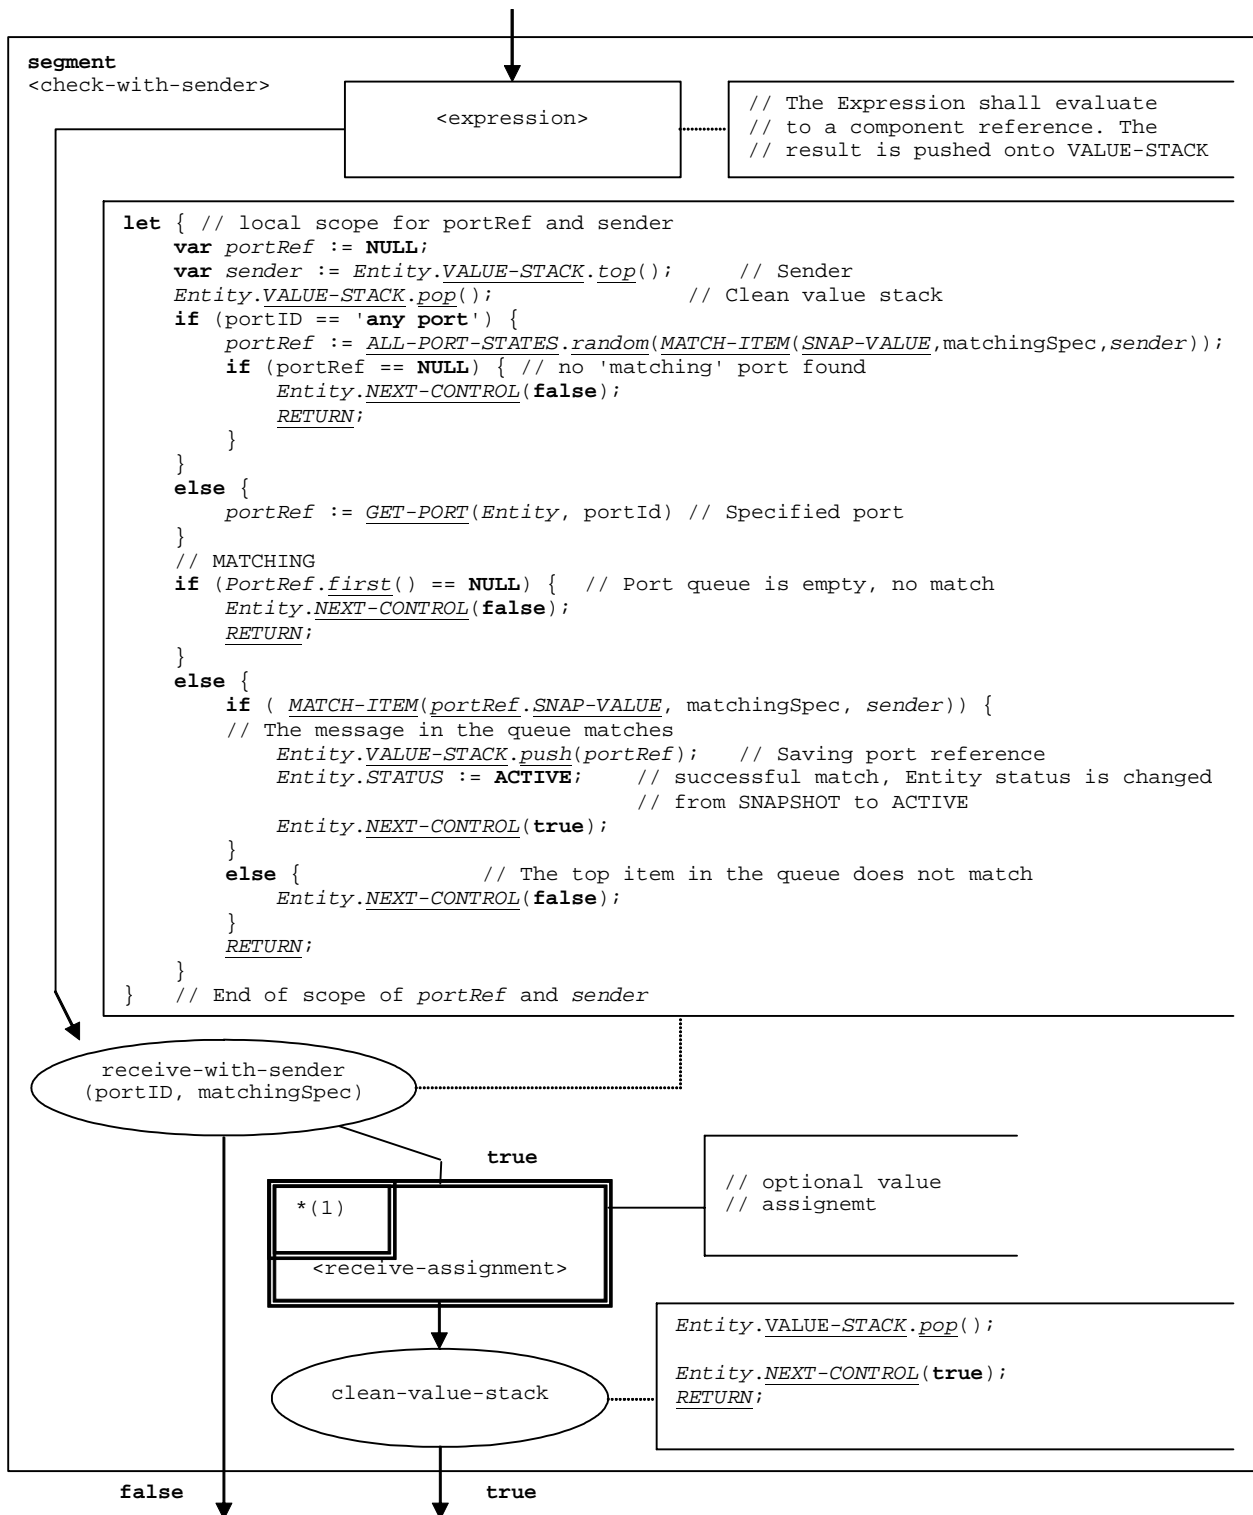 segment
<check-with-sender>
<expression>
// The Expression shall evaluate
// to a component reference. The
// result is pushed onto VALUE-STACK
let { // local scope for portRef and sender
var portRef := NULL;
var sender := Entity.VALUE-STACK.top(); // Sender
Entity.VALUE-STACK.pop(); // Clean value stack
if (portID == 'any port') {
portRef := ALL-PORT-STATES.random(MATCH-ITEM(SNAP-VALUE,matchingSpec,sender));
if (portRef == NULL) { // no 'matching' port found
Entity.NEXT-CONTROL(false);
RETURN;
}
}
else {
portRef := GET-PORT(Entity, portId) // Specified port
}
// MATCHING
if (PortRef.first() == NULL) { // Port queue is empty, no match
Entity.NEXT-CONTROL(false);
RETURN;
}
else {
if ( MATCH-ITEM(portRef.SNAP-VALUE, matchingSpec, sender)) {
// The message in the queue matches
Entity.VALUE-STACK.push(portRef); // Saving port reference
Entity.STATUS := ACTIVE; // successful match, Entity status is changed
// from SNAPSHOT to ACTIVE
Entity.NEXT-CONTROL(true);
}
else { // The top item in the queue does not match
Entity.NEXT-CONTROL(false);
}
RETURN;
}
} // End of scope of portRef and sender
receive-with-sender
(portID, matchingSpec)
true
*(1)
<receive-assignment>
// optional value
// assignemt
clean-value-stack
Entity.VALUE-STACK.pop();
Entity.NEXT-CONTROL(true);
RETURN;
false
true